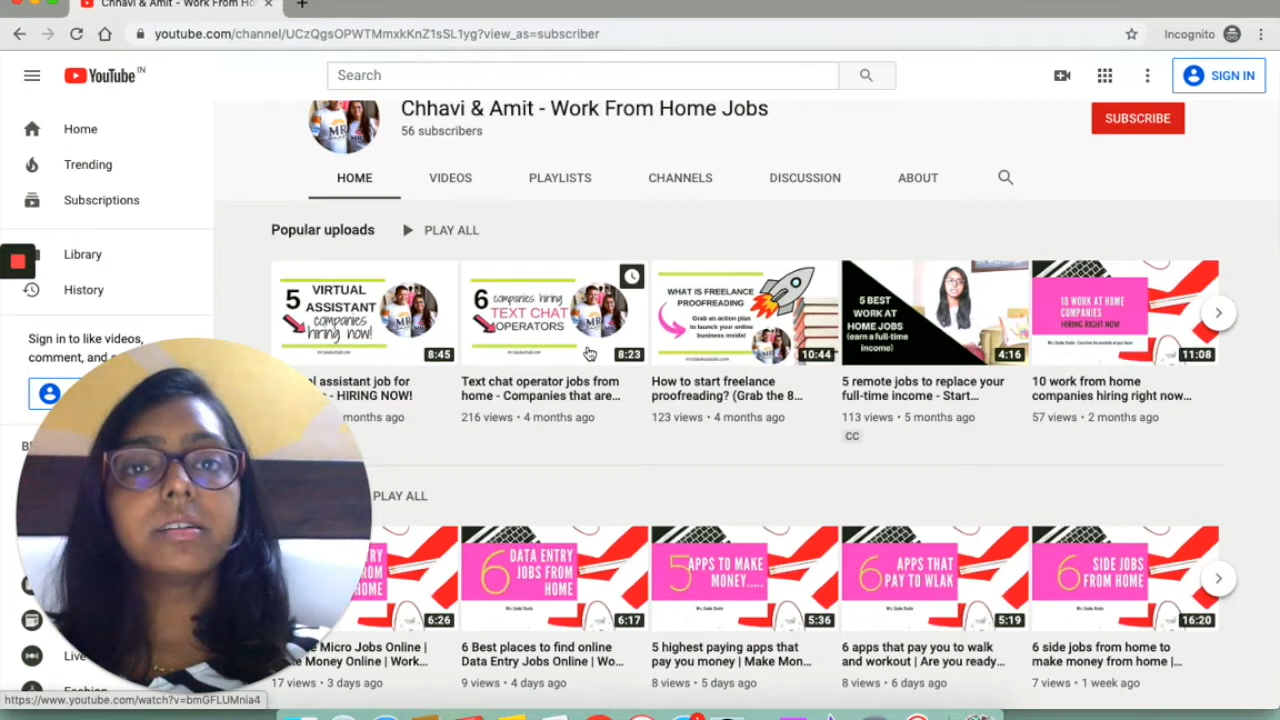 Chhavi & Amit - Work From Ho
youtube.com/channel/UCzQgsOPWTMmxkKnZ1sSL1yg?view_as=subscriber
Incognito
YouTube IN
Search
SIGN IN
Chhavi & Amit - Work From Home Jobs
56 subscribers
SUBSCRIBE
HOME VIDEOS PLAYLISTS CHANNELS DISCUSSION ABOUT
Home
Trending
Subscriptions
Library
History
Sign in to like videos,
comment, and
Popular uploads PLAY ALL
5 VIRTUAL
ASSISTANT
companies
hiring now!
8:45
6 companies hiring
TEXT CHAT
OPERATORS
8:23
WHAT IS FREELANCE
PROOFREADING?
Grab an action plan
to launch your online
business inside!
10:44
5 BEST
WORK AT
HOME JOBS
(earn a full-time
income)
4:16
10 WORK AT HOME
COMPANIES
HIRING RIGHT NOW
11:08
assistant job for
- HIRING NOW!
months ago
Text chat operator jobs from
home - Companies that are...
216 views • 4 months ago
How to start freelance
proofreading? (Grab the 8...
123 views • 4 months ago
5 remote jobs to replace your
full-time income - Start...
113 views • 5 months ago
CC
10 work from home
companies hiring right now...
57 views • 2 months ago
PLAY ALL
HOME
6:26
6 DATA ENTRY
JOBS FROM
HOME
6:17
5 APPS TO MAKE
MONEY.....
5:36
6 APPS THAT
PAY TO WLAK
5:19
6 SIDE JOBS
FROM HOME
16:20
Micro Jobs Online |
Money Online | Work...
17 views • 3 days ago
6 Best places to find online
Data Entry Jobs Online | Wo...
9 views • 4 days ago
5 highest paying apps that
pay you money | Make Mon...
8 views • 5 days ago
6 apps that pay you to walk
and workout | Are you ready...
8 views • 6 days ago
6 side jobs from home to
make money from home |...
7 views • 1 week ago
https://www.youtube.com/watch?v=bmGFLUMnia4